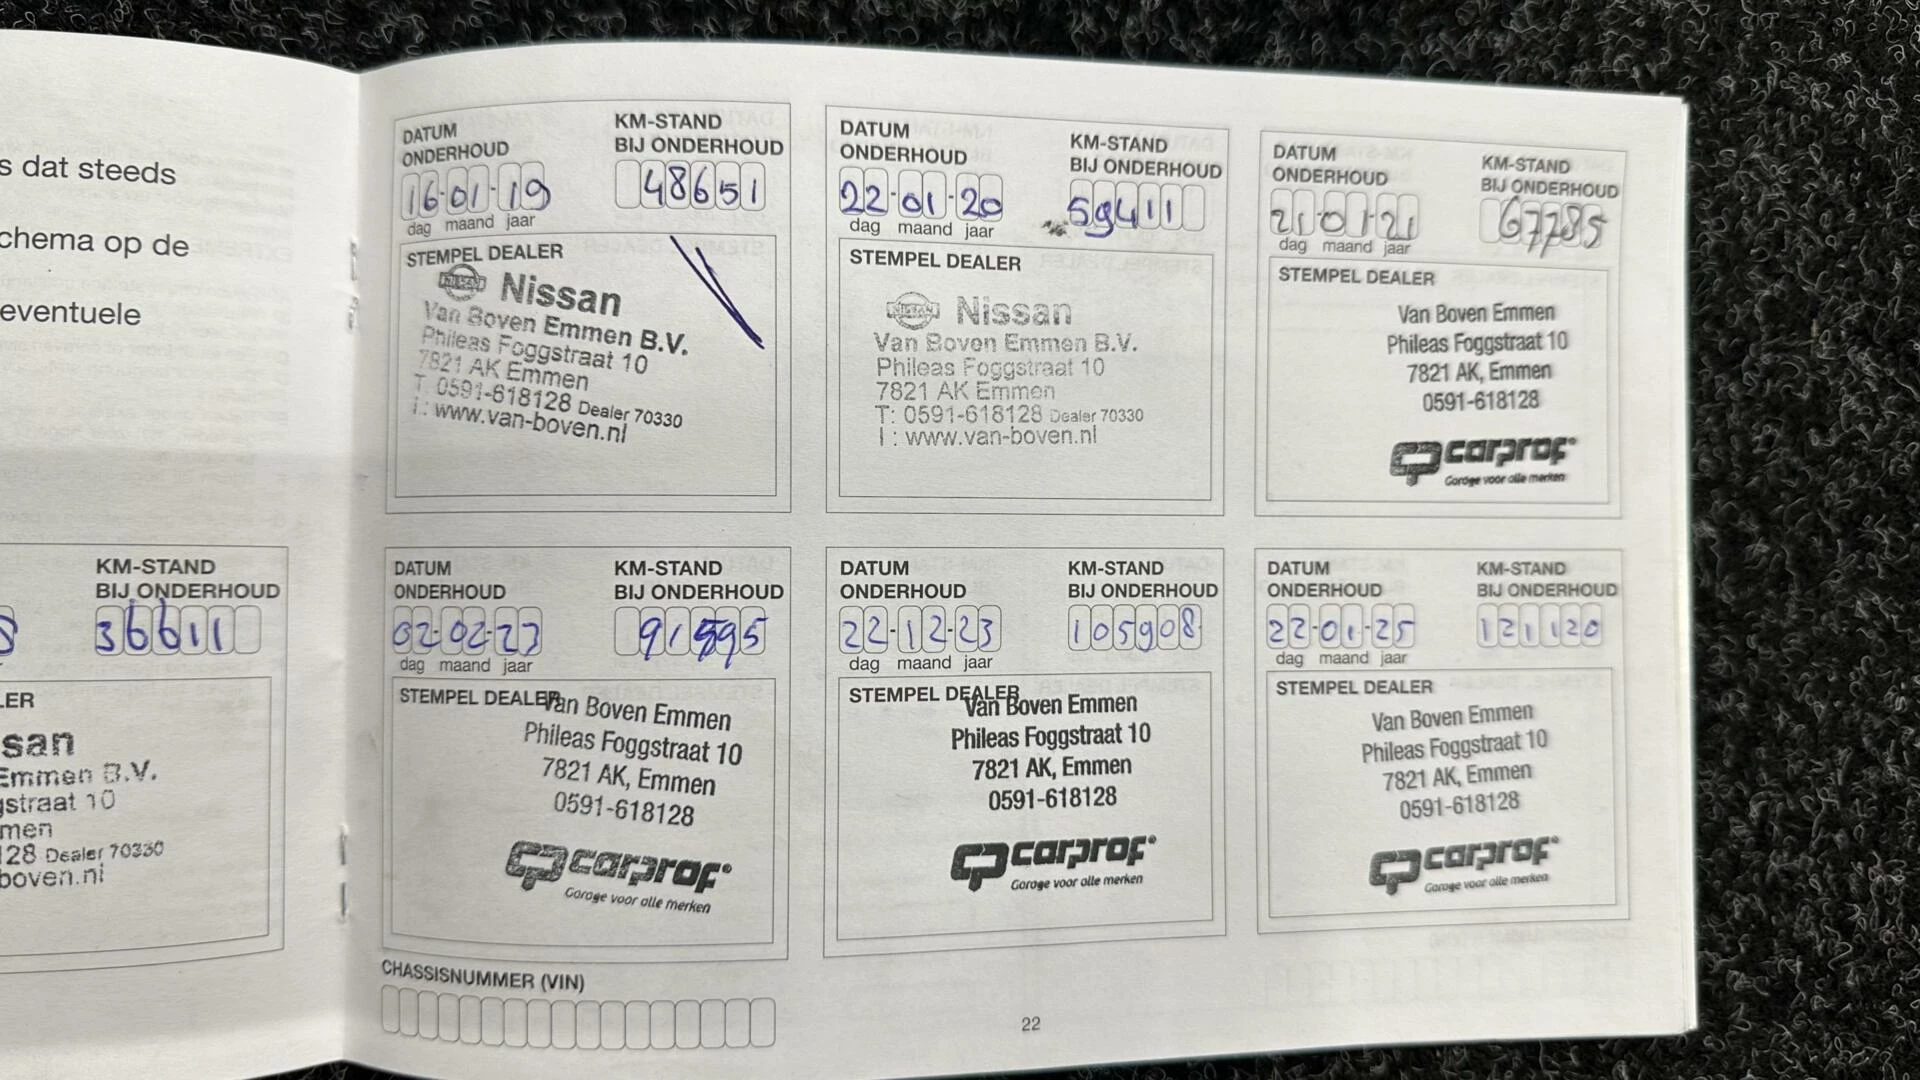 s dat steeds
chema op de
eventuele
KM-STAND
BIJ ONDERHOUD
36611
LER
san
Emmen B.V.
gstraat 10
men
128 Dealer 70330
boven.nl
DATUM
ONDERHOUD
16-01-19
dag maand jaar
KM-STAND
BIJ ONDERHOUD
48651
STEMPEL DEALER
NISSAN Nissan
Van Boven Emmen B.V.
Phileas Foggstraat 10
7821 AK Emmen
T. 0591-618128 Dealer 70330
I : www.van-boven.nl
DATUM
ONDERHOUD
22-01-20
dag maand jaar
KM-STAND
BIJ ONDERHOUD
59411
STEMPEL DEALER
NISSAN Nissan
Van Boven Emmen B.V.
Phileas Foggstraat 10
7821 AK Emmen
T: 0591-618128 Dealer 70330
I : www.van-boven.nl
DATUM
ONDERHOUD
21-01-21
dag maand jaar
KM-STAND
BIJ ONDERHOUD
67785
STEMPEL DEALER
Van Boven Emmen
Phileas Foggstraat 10
7821 AK, Emmen
0591-618128
carprof
Garage voor alle merken
DATUM
ONDERHOUD
02-02-23
dag maand jaar
KM-STAND
BIJ ONDERHOUD
91595
STEMPEL DEALER
Van Boven Emmen
Phileas Foggstraat 10
7821 AK, Emmen
0591-618128
carprof
Garage voor alle merken
DATUM
ONDERHOUD
22-12-23
dag maand jaar
KM-STAND
BIJ ONDERHOUD
105908
STEMPEL DEALER
Van Boven Emmen
Phileas Foggstraat 10
7821 AK, Emmen
0591-618128
carprof
Garage voor alle merken
DATUM
ONDERHOUD
22-01-25
dag maand jaar
KM-STAND
BIJ ONDERHOUD
121120
STEMPEL DEALER
Van Boven Emmen
Phileas Foggstraat 10
7821 AK, Emmen
0591-618128
carprof
Garage voor alle merken
CHASSISNUMMER (VIN)
22